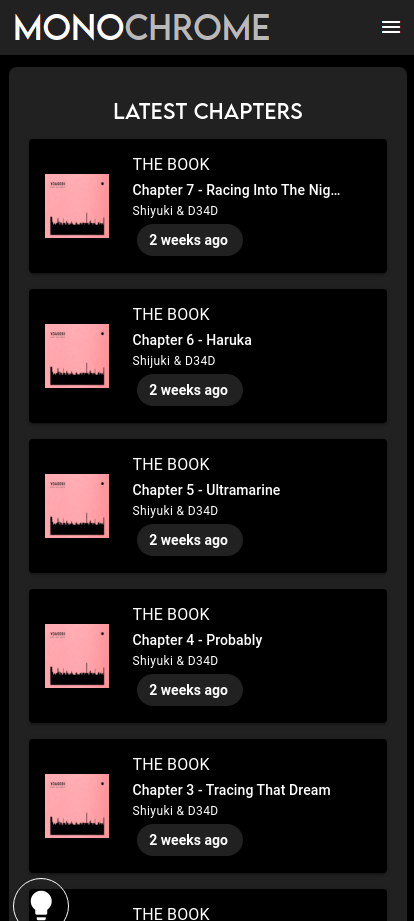 MONOCHROME
LATEST CHAPTERS
THE BOOK
Chapter 7 - Racing Into The Nig...
Shiyuki & D34D
2 weeks ago
THE BOOK
Chapter 6 - Haruka
Shijuki & D34D
2 weeks ago
THE BOOK
Chapter 5 - Ultramarine
Shiyuki & D34D
2 weeks ago
THE BOOK
Chapter 4 - Probably
Shiyuki & D34D
2 weeks ago
THE BOOK
Chapter 3 - Tracing That Dream
Shiyuki & D34D
2 weeks ago
THE BOOK